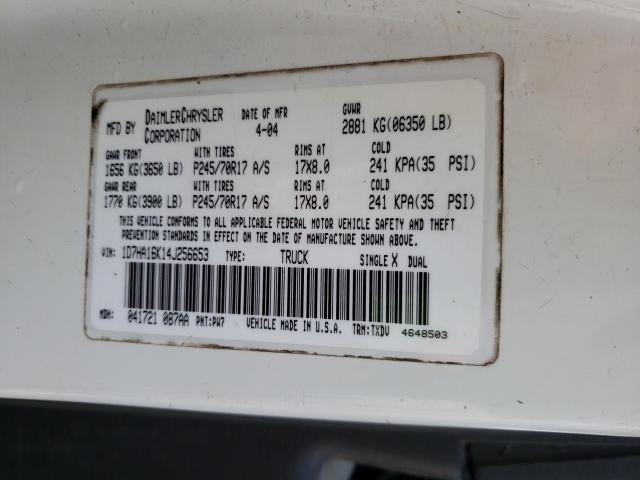 MFD BY DAIMLERCHRYSLER CORPORATION DATE OF MFR 4-04 GVWR 2881 KG(06350 LB)
GAWR FRONT WITH TIRES RIMS AT COLD
1656 KG(3650 LB) P245/70R17 A/S 17X8.0 241 KPA(35 PSI)
GAWR REAR WITH TIRES RIMS AT COLD
1770 KG(3900 LB) P245/70R17 A/S 17X8.0 241 KPA(35 PSI)
THIS VEHICLE CONFORMS TO ALL APPLICABLE FEDERAL MOTOR VEHICLE SAFETY AND THEFT
PREVENTION STANDARDS IN EFFECT ON THE DATE OF MANUFACTURE SHOWN ABOVE.
VIN: 1D7HA16K14J256653 TYPE: TRUCK SINGLE X DUAL
MDH: 041721 087AA PNT:PW7 VEHICLE MADE IN U.S.A. TRM:TXDV 4648503